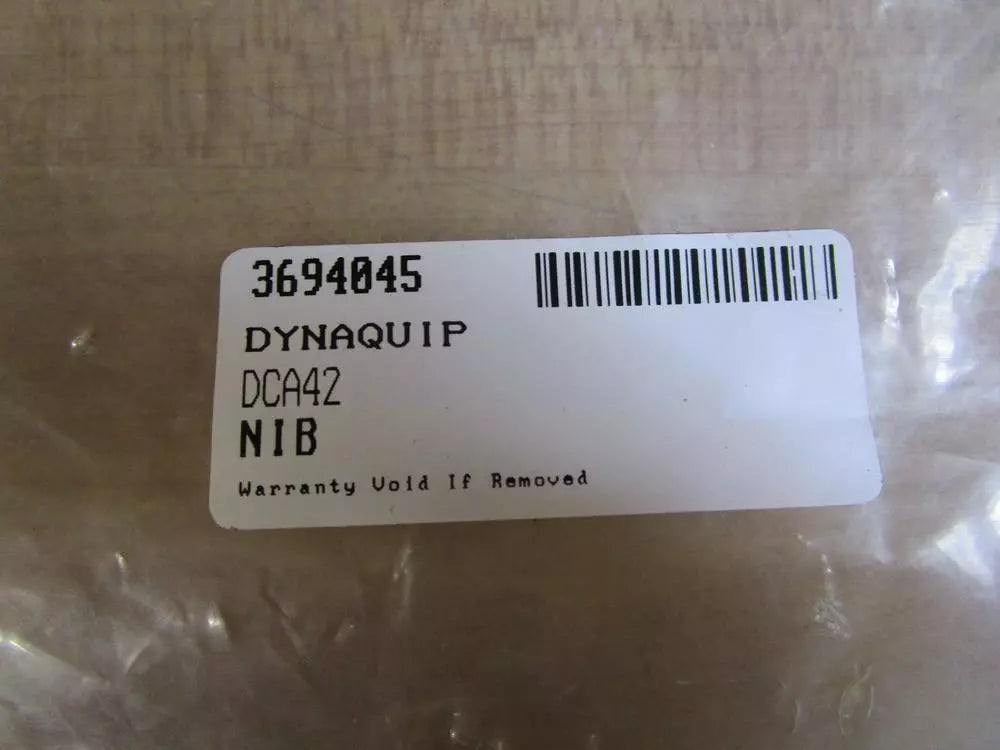 3694045
DYNAQUIP
DCA42
NIB
Warranty Void If Removed